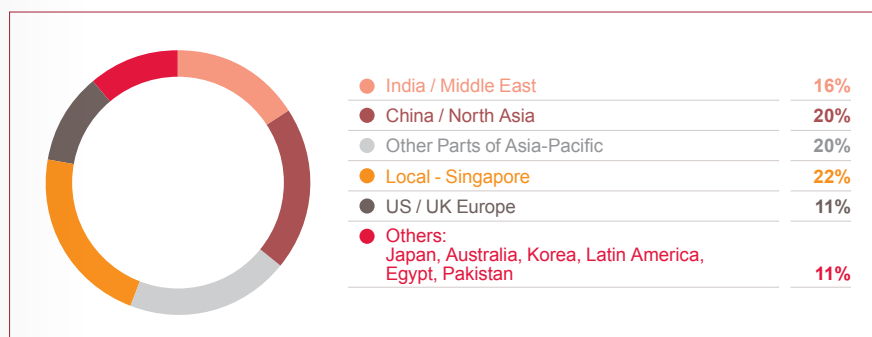 India / Middle East 16%
China / North Asia 20%
Other Parts of Asia-Pacific 20%
Local - Singapore 22%
US / UK Europe 11%
Others:
Japan, Australia, Korea, Latin America,
Egypt, Pakistan 11%